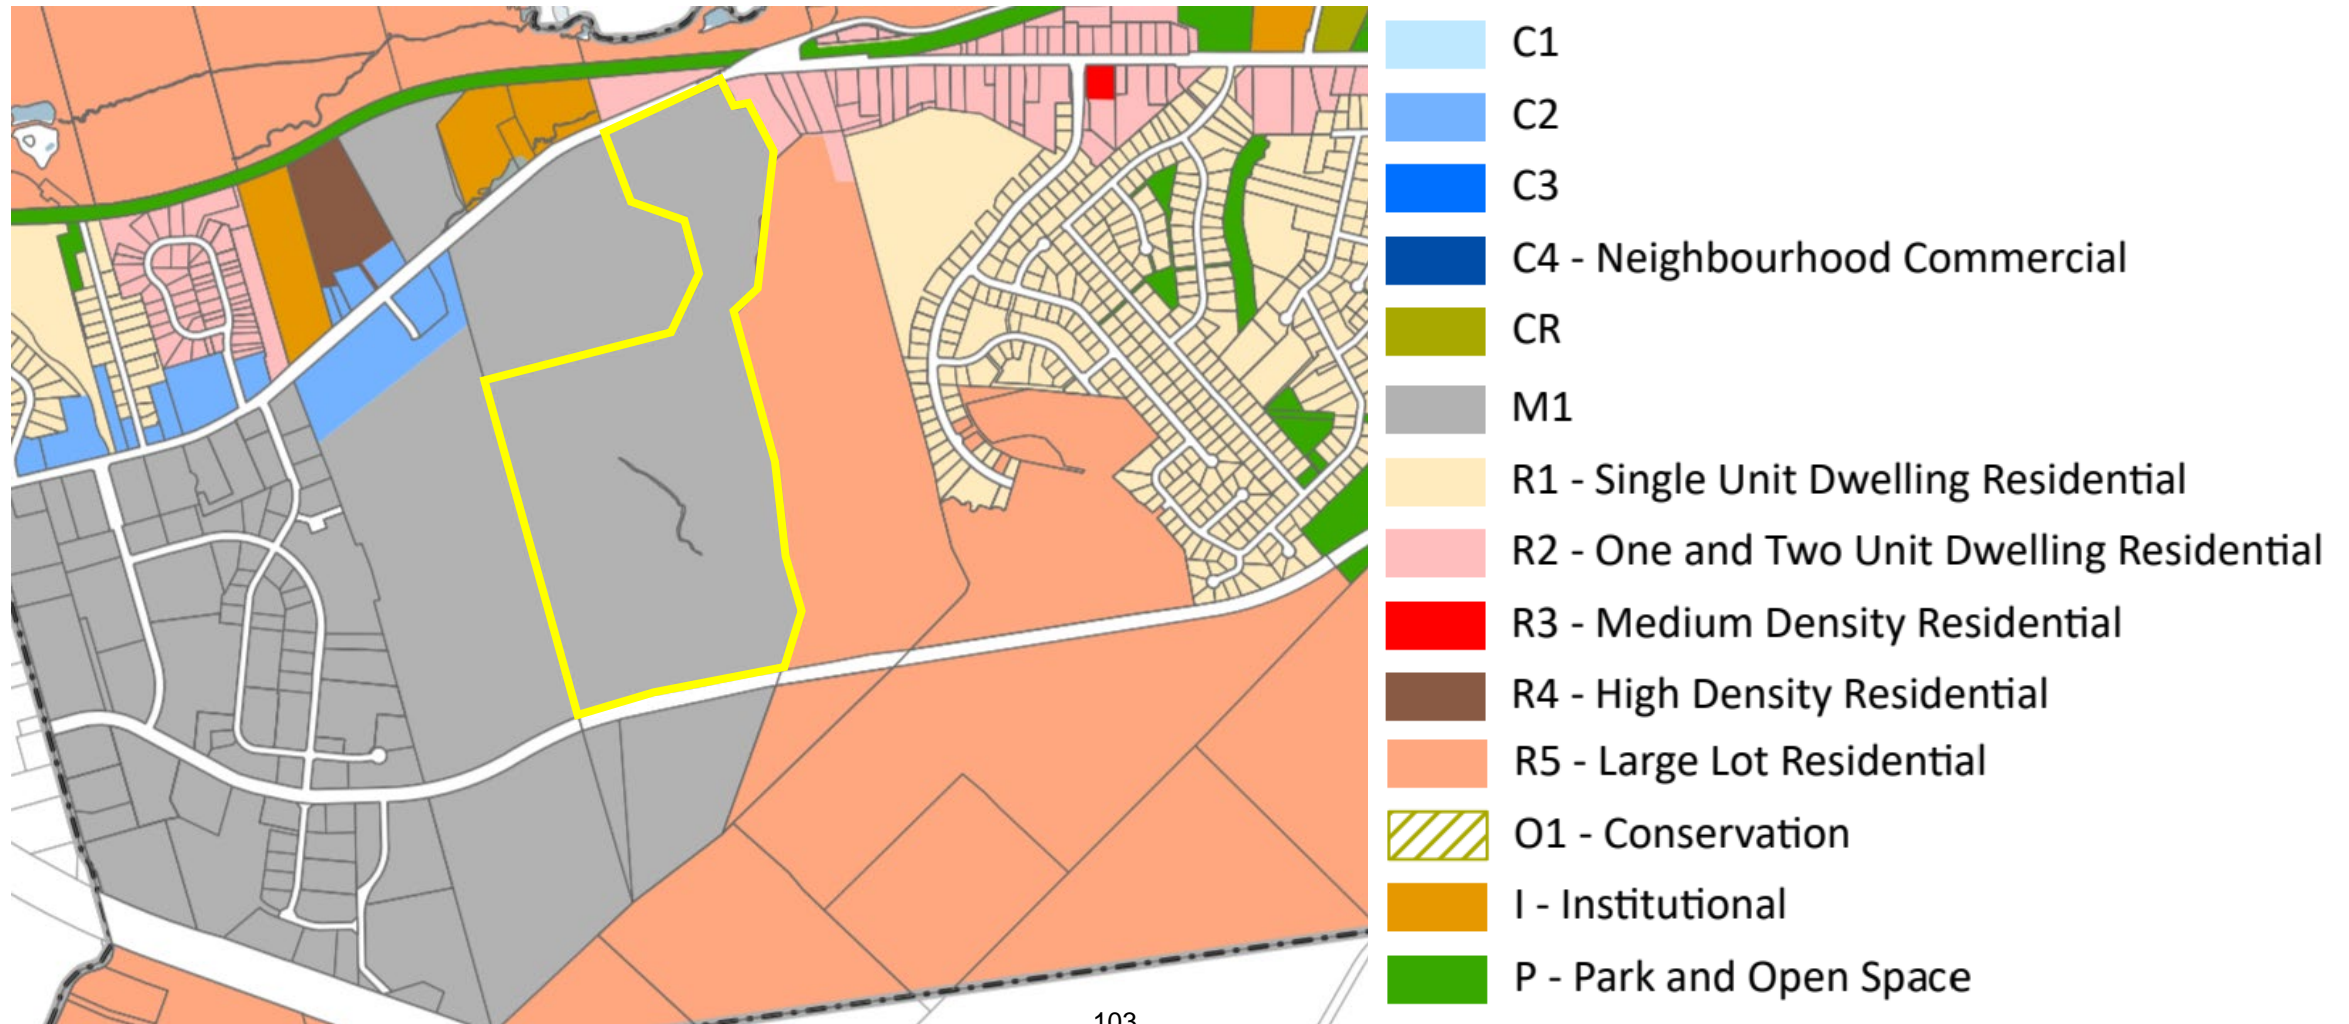 C1
C2
C3
C4 - Neighbourhood Commercial
CR
M1
R1 - Single Unit Dwelling Residential
R2 - One and Two Unit Dwelling Residential
R3 - Medium Density Residential
R4 - High Density Residential
R5 - Large Lot Residential
O1 - Conservation
I - Institutional
P - Park and Open Space
103